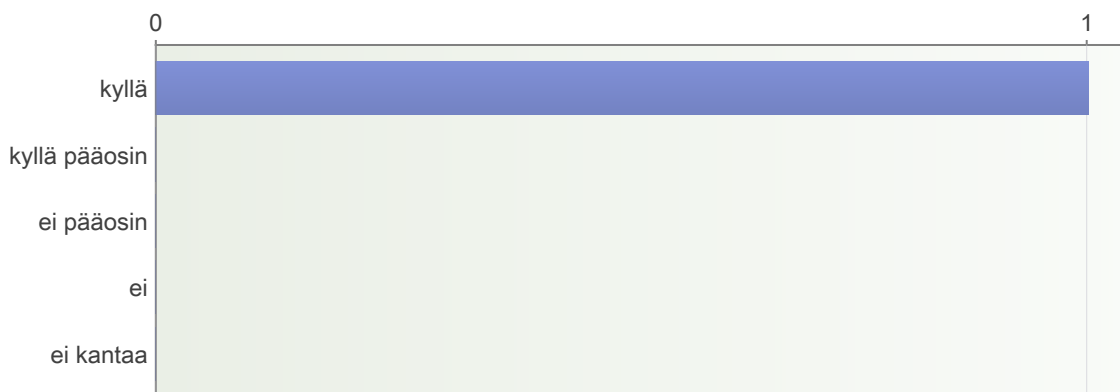 0 1
kyllä
kyllä pääosin
ei pääosin
ei
ei kantaa